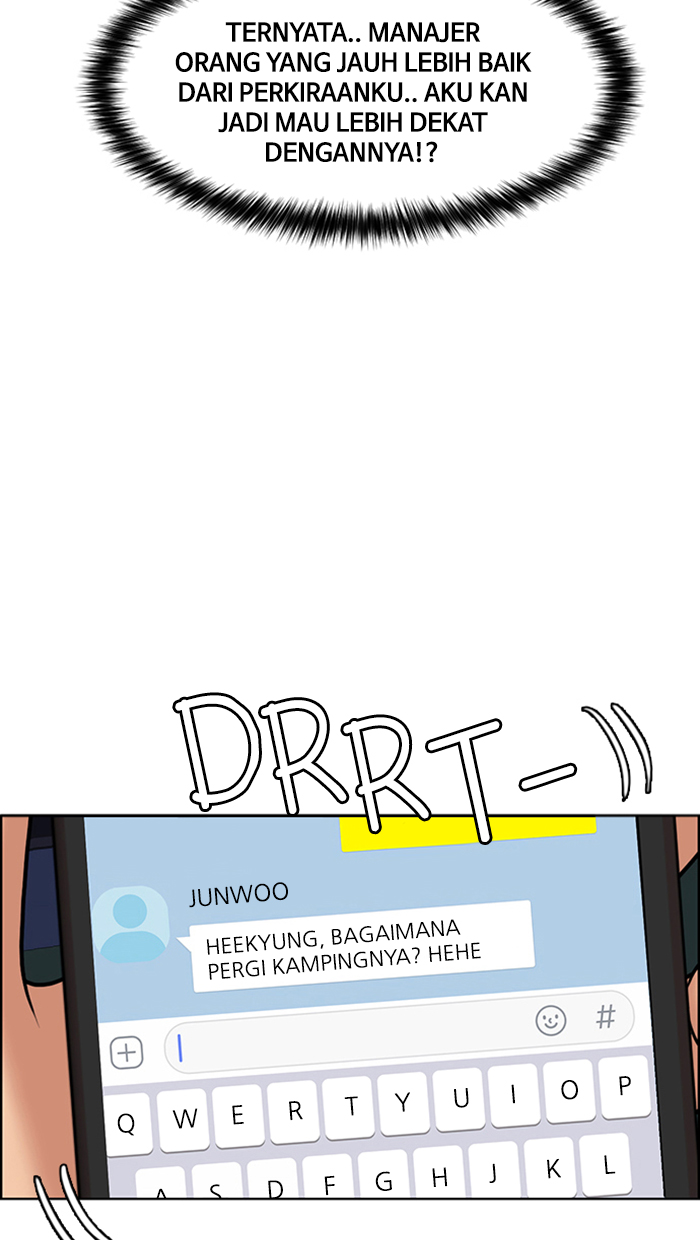 TERNYATA.. MANAJER
ORANG YANG JAUH LEBIH BAIK
DARI PERKIRAANKU.. AKU KAN
JADI MAU LEBIH DEKAT
DENGANNYA!?
DRRT-
JUNWOO
HEEKYUNG, BAGAIMANA
PERGI KAMPINGNYA? HEHE
#
Q W E R T Y U I O P
A S D F G H J K L